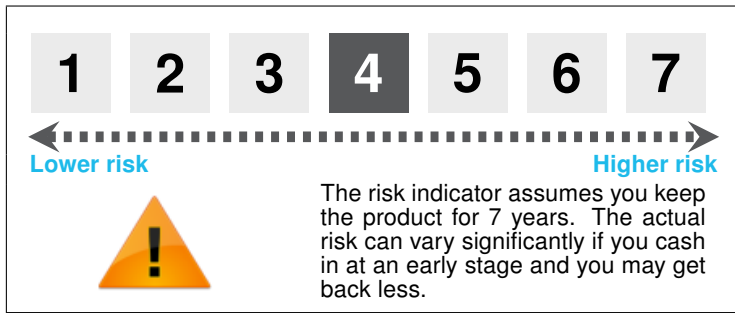 1 2 3 4 5 6 7
Lower risk Higher risk
The risk indicator assumes you keep
the product for 7 years. The actual
risk can vary significantly if you cash
in at an early stage and you may get
back less.